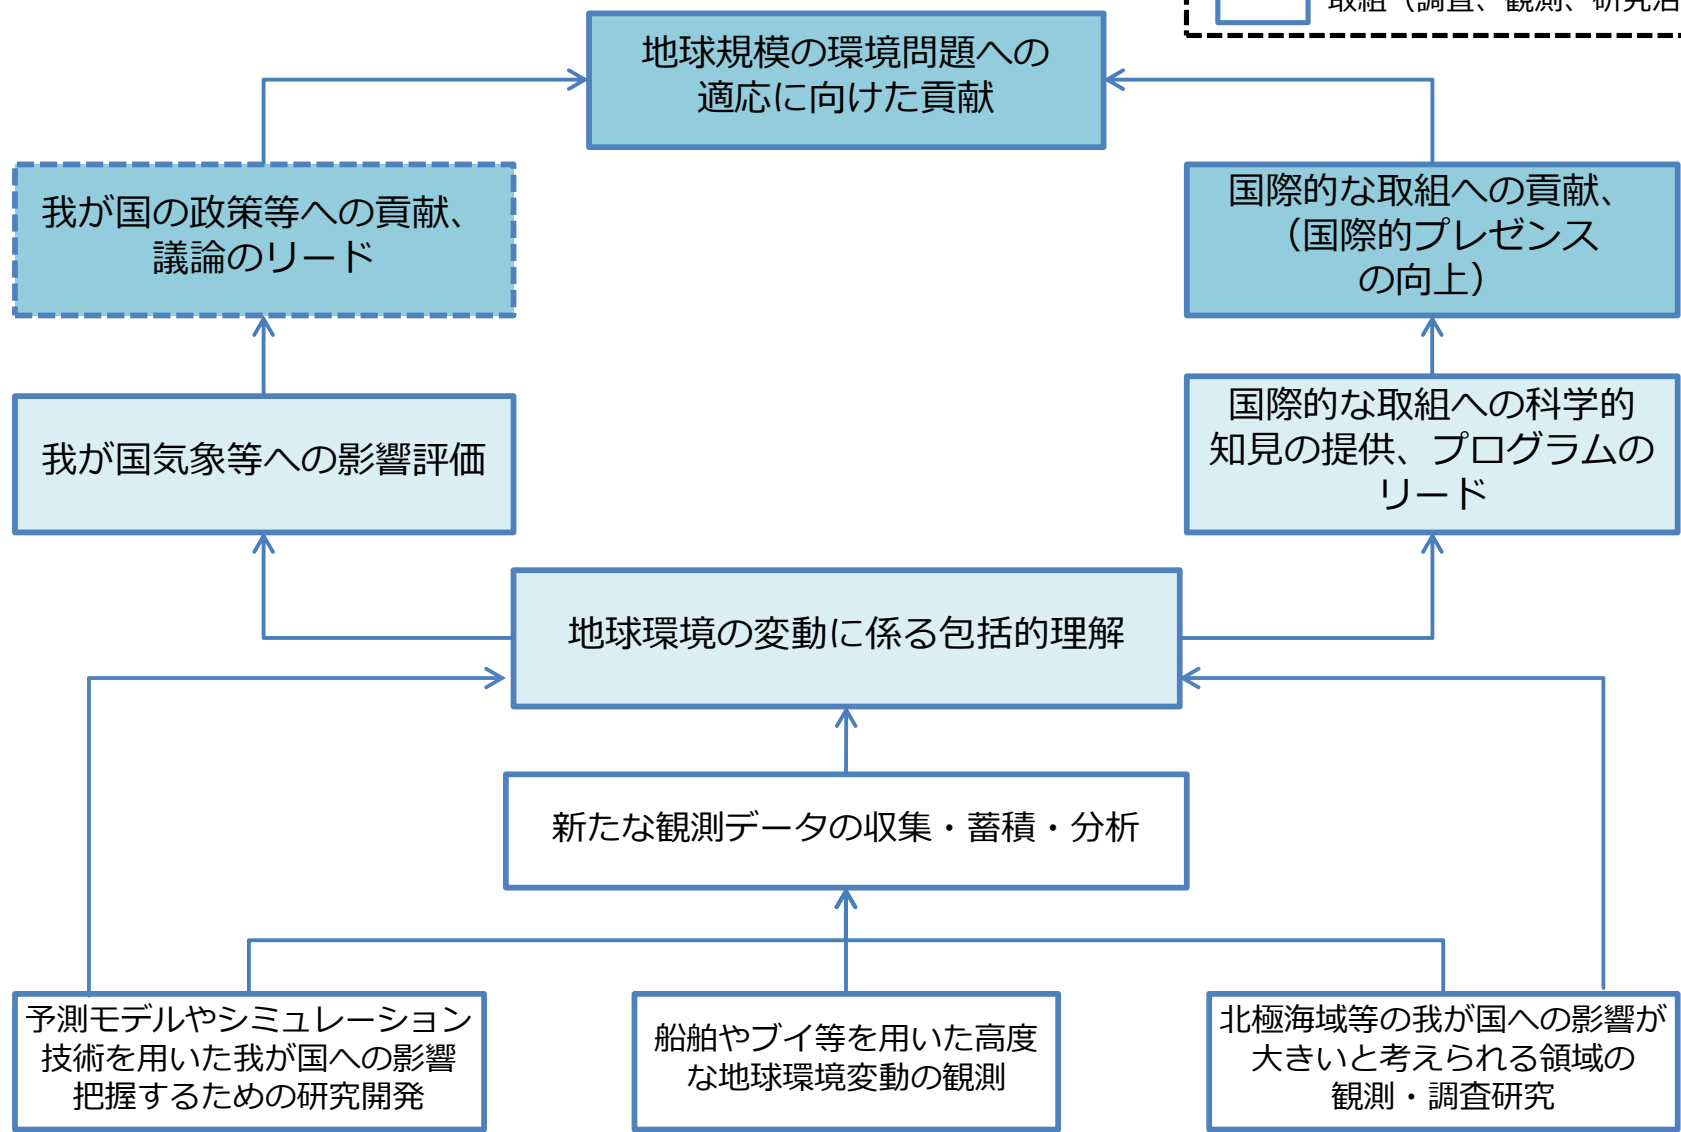 取組（調査、観測、研究活
地球規模の環境問題への
適応に向けた貢献
我が国の政策等への貢献、
議論のリード
国際的な取組への貢献、
（国際的プレゼンス
の向上）
我が国気象等への影響評価
国際的な取組への科学的
知見の提供、プログラムの
リード
地球環境の変動に係る包括的理解
新たな観測データの収集・蓄積・分析
予測モデルやシミュレーション
技術を用いた我が国への影響
把握するための研究開発
船舶やブイ等を用いた高度
な地球環境変動の観測
北極海域等の我が国への影響が
大きいと考えられる領域の
観測・調査研究